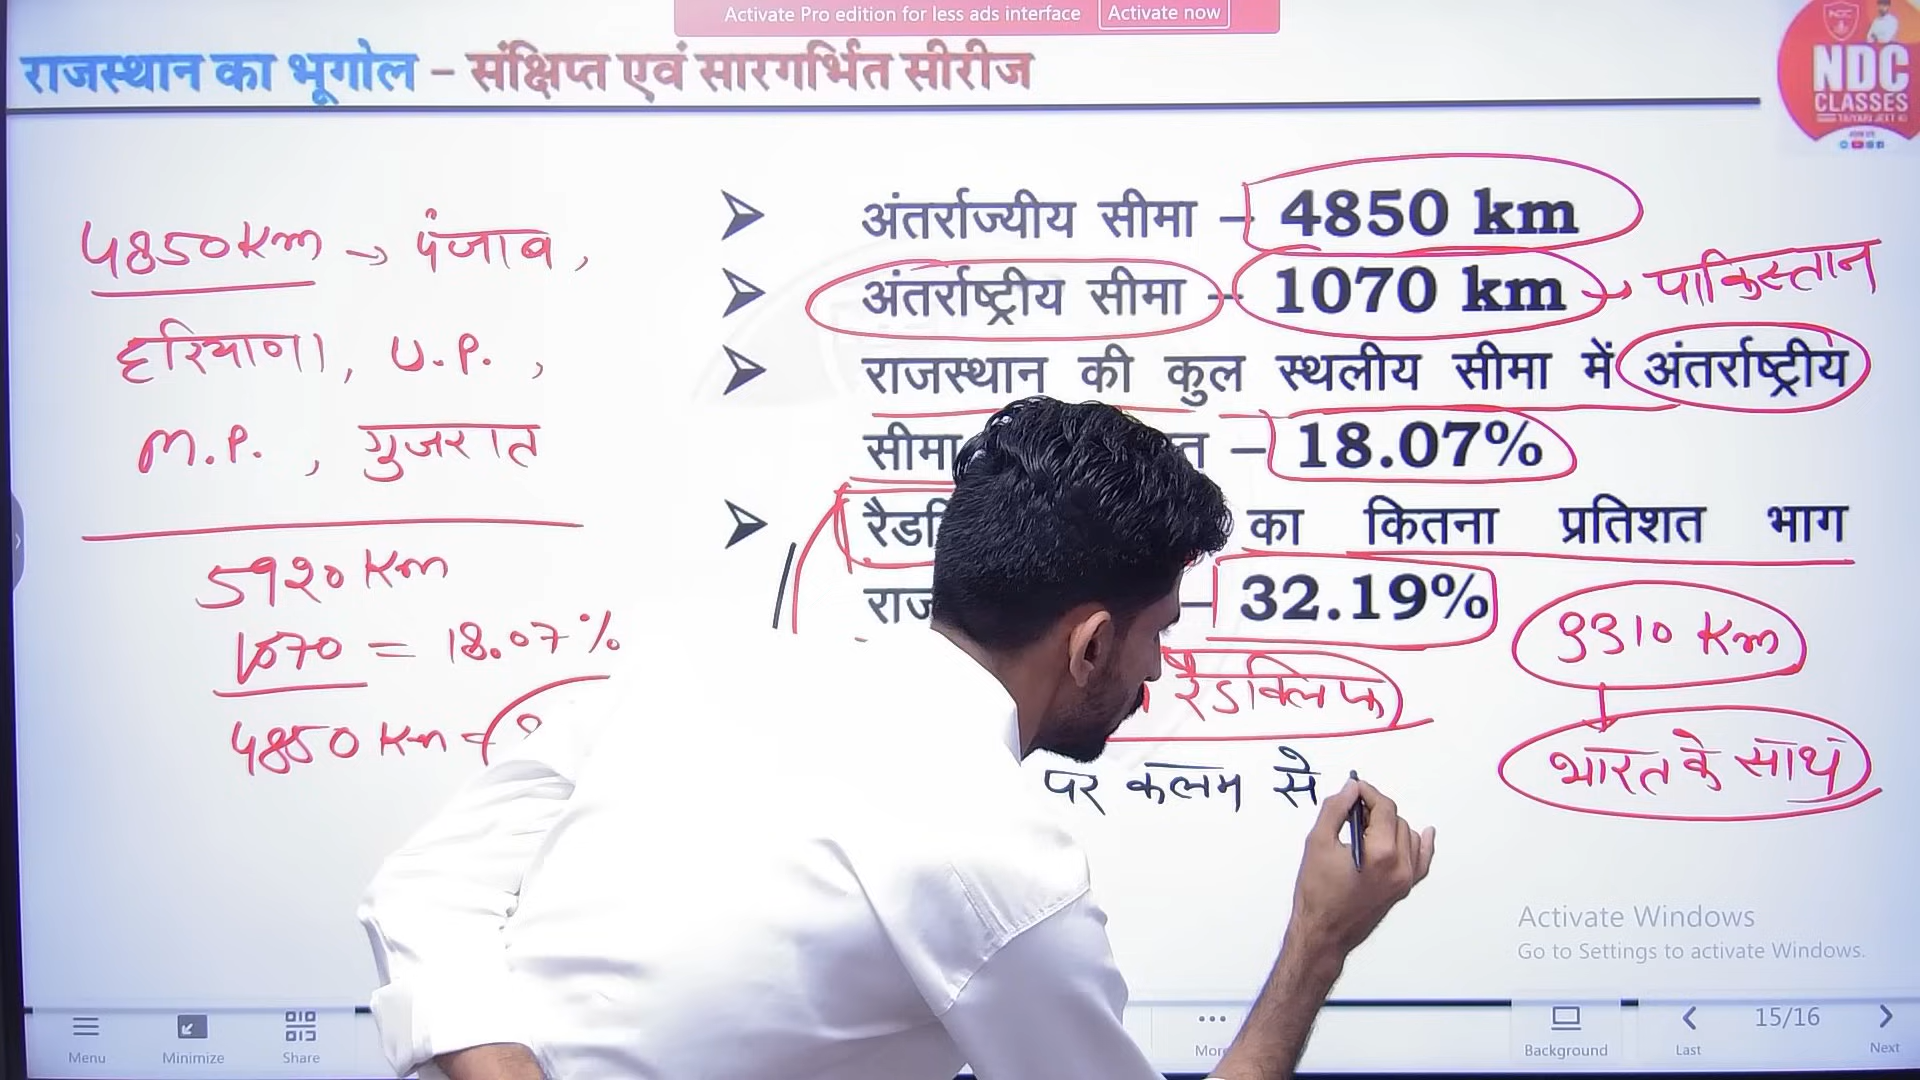 Activate Pro edition for less ads interface Activate now
राजस्थान का भूगोल – संक्षिप्त एवं सारगर्भित सीरीज
NDC
CLASSES
अंतर्राज्यीय सीमा – 4850 km
अंतर्राष्ट्रीय सीमा – 1070 km → पाकिस्तान
राजस्थान की कुल स्थलीय सीमा में अंतर्राष्ट्रीय
सीमा – 18.07%
का कितना प्रतिशत भाग
– 32.19%
रैडक्लिफ
पर कलम से
3310 Km
भारत के साथ
4850 Km → पंजाब,
हरियाणा, U.P.,
M.P., गुजरात
5920 Km
1070 = 18.07%
4850 Km =
Activate Windows
Go to Settings to activate Windows.
Menu Minimize Share Background Last 15/16 Next